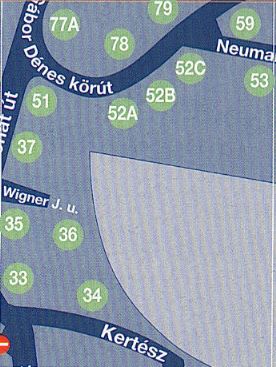 79
77A
59
78
Gábor Dénes körút
Neuma
52C
53
52B
51
52A
37
Wigner J. u.
35
36
33
34
Kertész